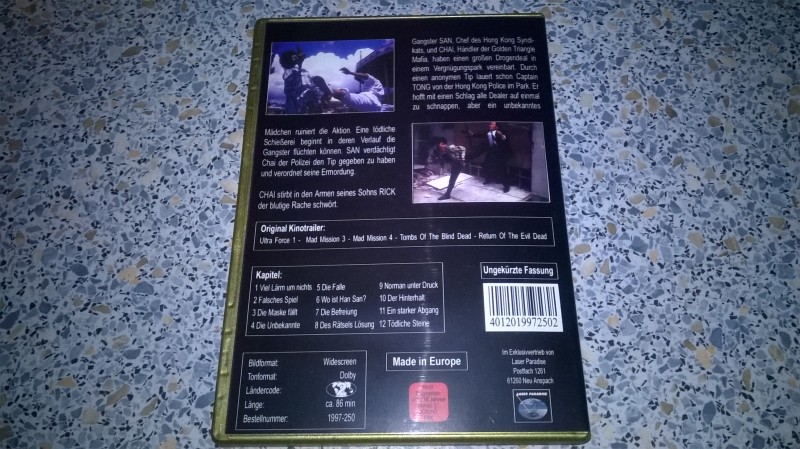 Gangster SAN, Chef des Hong Kong Syndi-
kats, und CHAI, Händler der Golden Triangle
Mafia, haben einen großen Drogendeal in
einem Vergnügungspark vereinbart. Durch
einen anonymen Tip lauert schon Captain
TONG von der Hong Kong Police im Park. Er
hofft mit einen Schlag alle Dealer auf einmal
zu schnappen, aber ein unbekanntes
Mädchen ruiniert die Aktion. Eine tödliche
Schießerei beginnt in deren Verlauf die
Gangster flüchten können. SAN verdächtigt
Chai der Polizei den Tip gegeben zu haben
und verordnet seine Ermordung.
CHAI stirbt in den Armen seines Sohns RICK
der blutige Rache schwört.
Original Kinotrailer:
Ultra Force 1 - Mad Mission 3 - Mad Mission 4 - Tombs Of The Blind Dead - Return Of The Evil Dead
Kapitel:
1 Viel Lärm um nichts
2 Falsches Spiel
3 Die Maske fällt
4 Die Unbekannte
5 Die Falle
6 Wo ist Han San?
7 Die Befreiung
8 Des Rätsels Lösung
9 Norman unter Druck
10 Der Hinterhalt
11 Ein starker Abgang
12 Tödliche Steine
Ungekürzte Fassung
4012019972502
Bildformat: Widescreen
Tonformat: Dolby
Ländercode:
Länge: ca. 86 min
Bestellnummer: 1997-250
Made in Europe
Im Exklusivvertrieb von
Laser Paradise
Postfach 1261
61260 Neu Anspach
LASER PARADISE